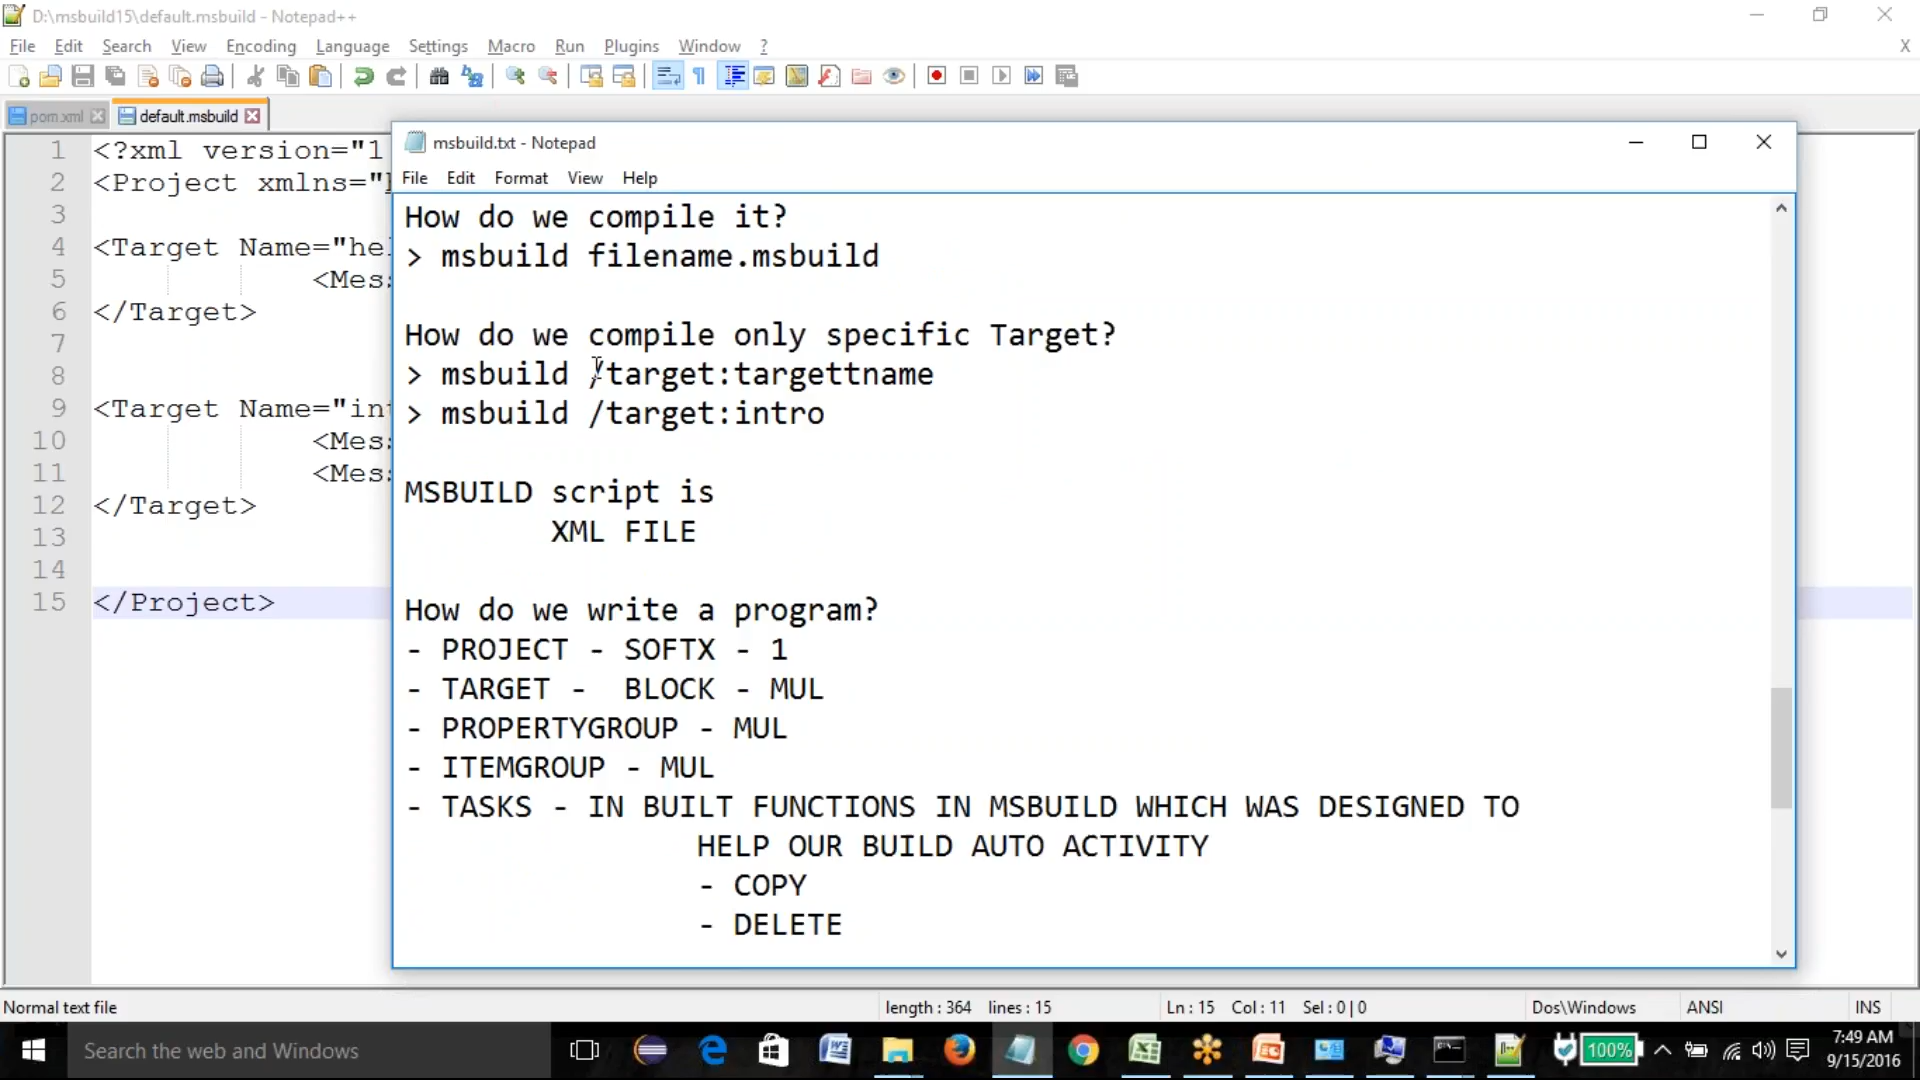 D:\msbuild15\default.msbuild - Notepad++
File Edit Search View Encoding Language Settings Macro Run Plugins Window ? X
pom.xml default.msbuild
1 <?xml version="1
2 <Project xmlns="
3
4 <Target Name="hel
5 <Mes
6 </Target>
7
8
9 <Target Name="int
10 <Mes
11 <Mes
12 </Target>
13
14
15 </Project>
msbuild.txt - Notepad
File Edit Format View Help
How do we compile it?
> msbuild filename.msbuild
How do we compile only specific Target?
> msbuild /target:targettname
> msbuild /target:intro
MSBUILD script is
XML FILE
How do we write a program?
- PROJECT - SOFTX - 1
- TARGET - BLOCK - MUL
- PROPERTYGROUP - MUL
- ITEMGROUP - MUL
- TASKS - IN BUILT FUNCTIONS IN MSBUILD WHICH WAS DESIGNED TO
HELP OUR BUILD AUTO ACTIVITY
- COPY
- DELETE
Normal text file length : 364 lines : 15 Ln : 15 Col : 11 Sel : 0 | 0 Dos\Windows ANSI INS
Search the web and Windows 100% 7:49 AM
9/15/2016